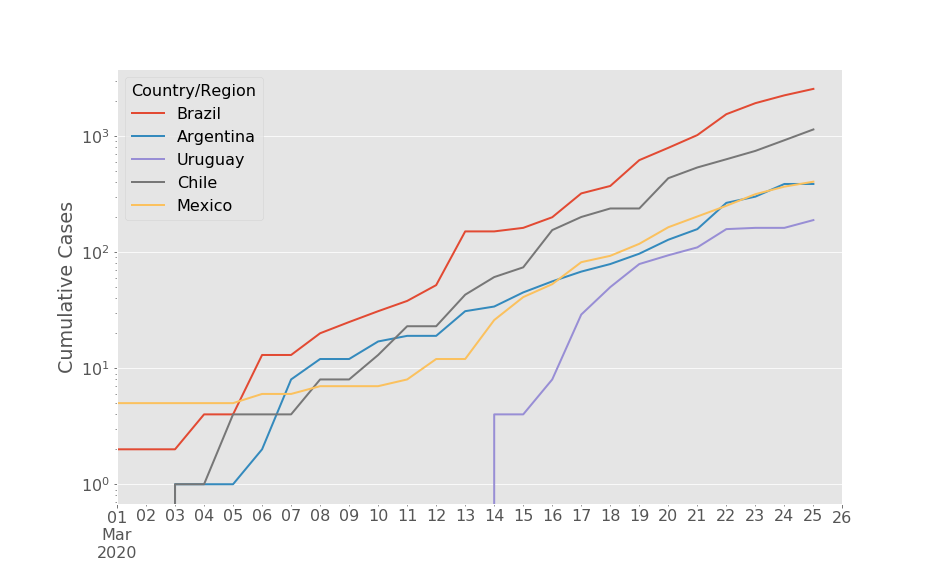 Country/Region
Brazil
Argentina
Uruguay
Chile
Mexico
Cumulative Cases
10³
10²
10¹
10⁰
01 02 03 04 05 06 07 08 09 10 11 12 13 14 15 16 17 18 19 20 21 22 23 24 25 26
Mar
2020